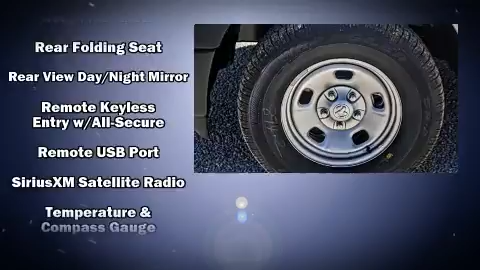 Rear Folding Seat
Rear View Day/Night Mirror
Remote Keyless
Entry w/All-Secure
Remote USB Port
SiriusXM Satellite Radio
Temperature &
Compass Gauge